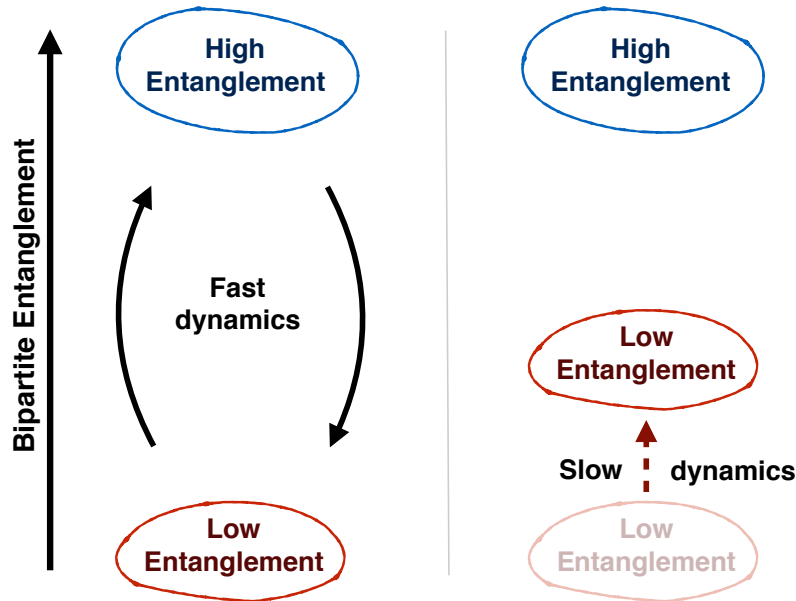 Bipartite Entanglement
High
Entanglement
Fast
dynamics
Low
Entanglement
High
Entanglement
Low
Entanglement
Slow dynamics
Low
Entanglement